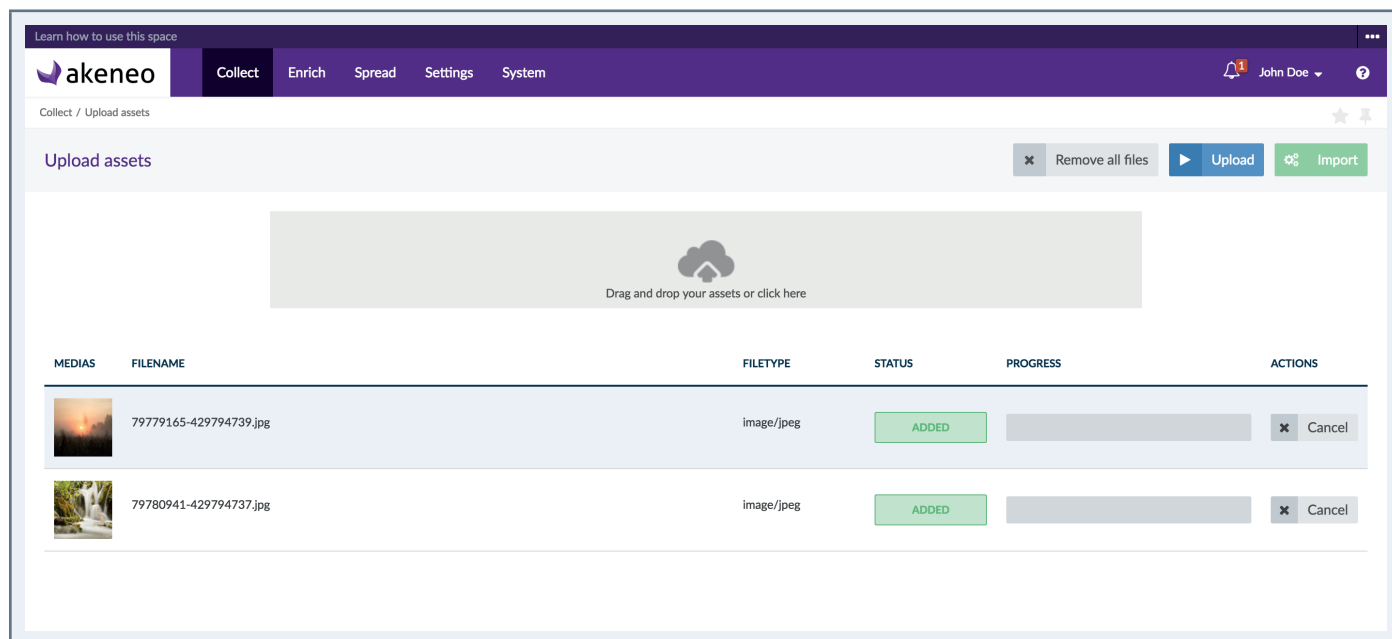 Learn how to use this space
akeneo Collect Enrich Spread Settings System 1 John Doe
Collect / Upload assets
Upload assets Remove all files Upload Import
Drag and drop your assets or click here
MEDIAS FILENAME FILETYPE STATUS PROGRESS ACTIONS
79779165-429794739.jpg image/jpeg ADDED Cancel
79780941-429794737.jpg image/jpeg ADDED Cancel